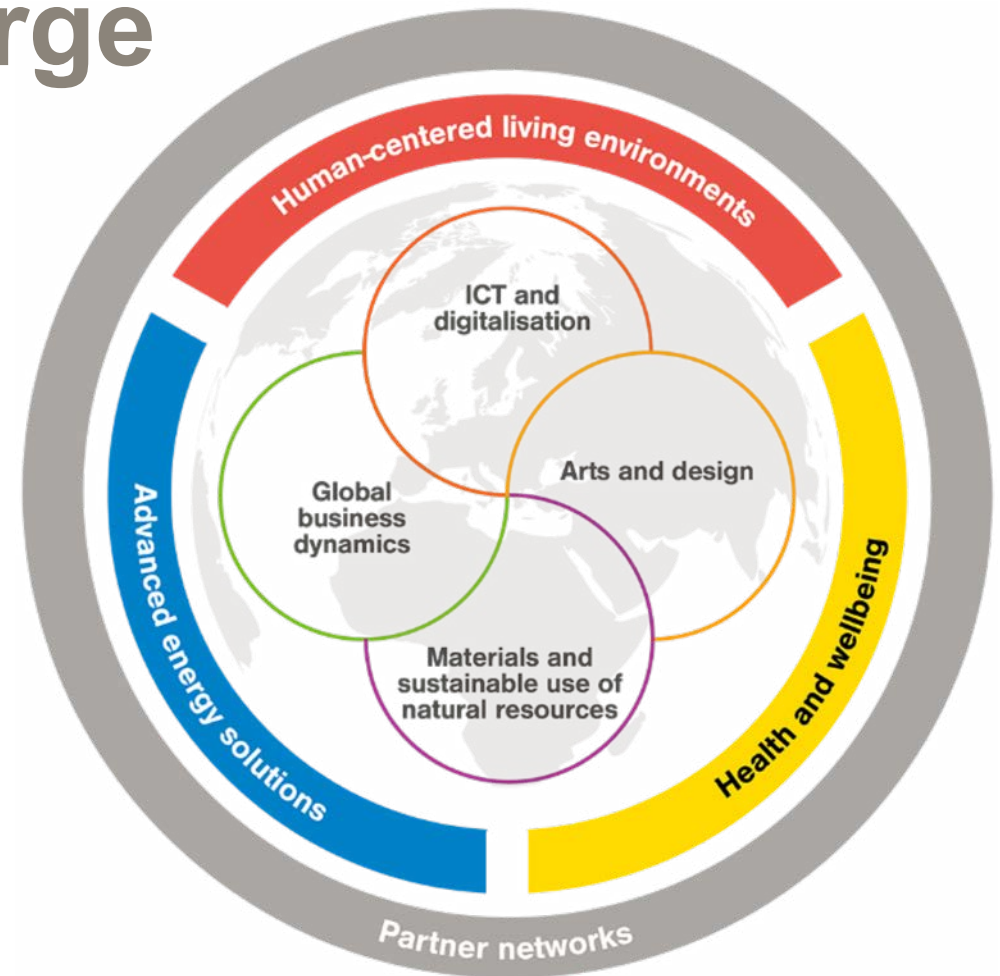 rge
Human-centered living environments
ICT and
digitalisation
Arts and design
Global
business
dynamics
Materials and
sustainable use of
natural resources
Advanced energy solutions
Health and wellbeing
Partner networks